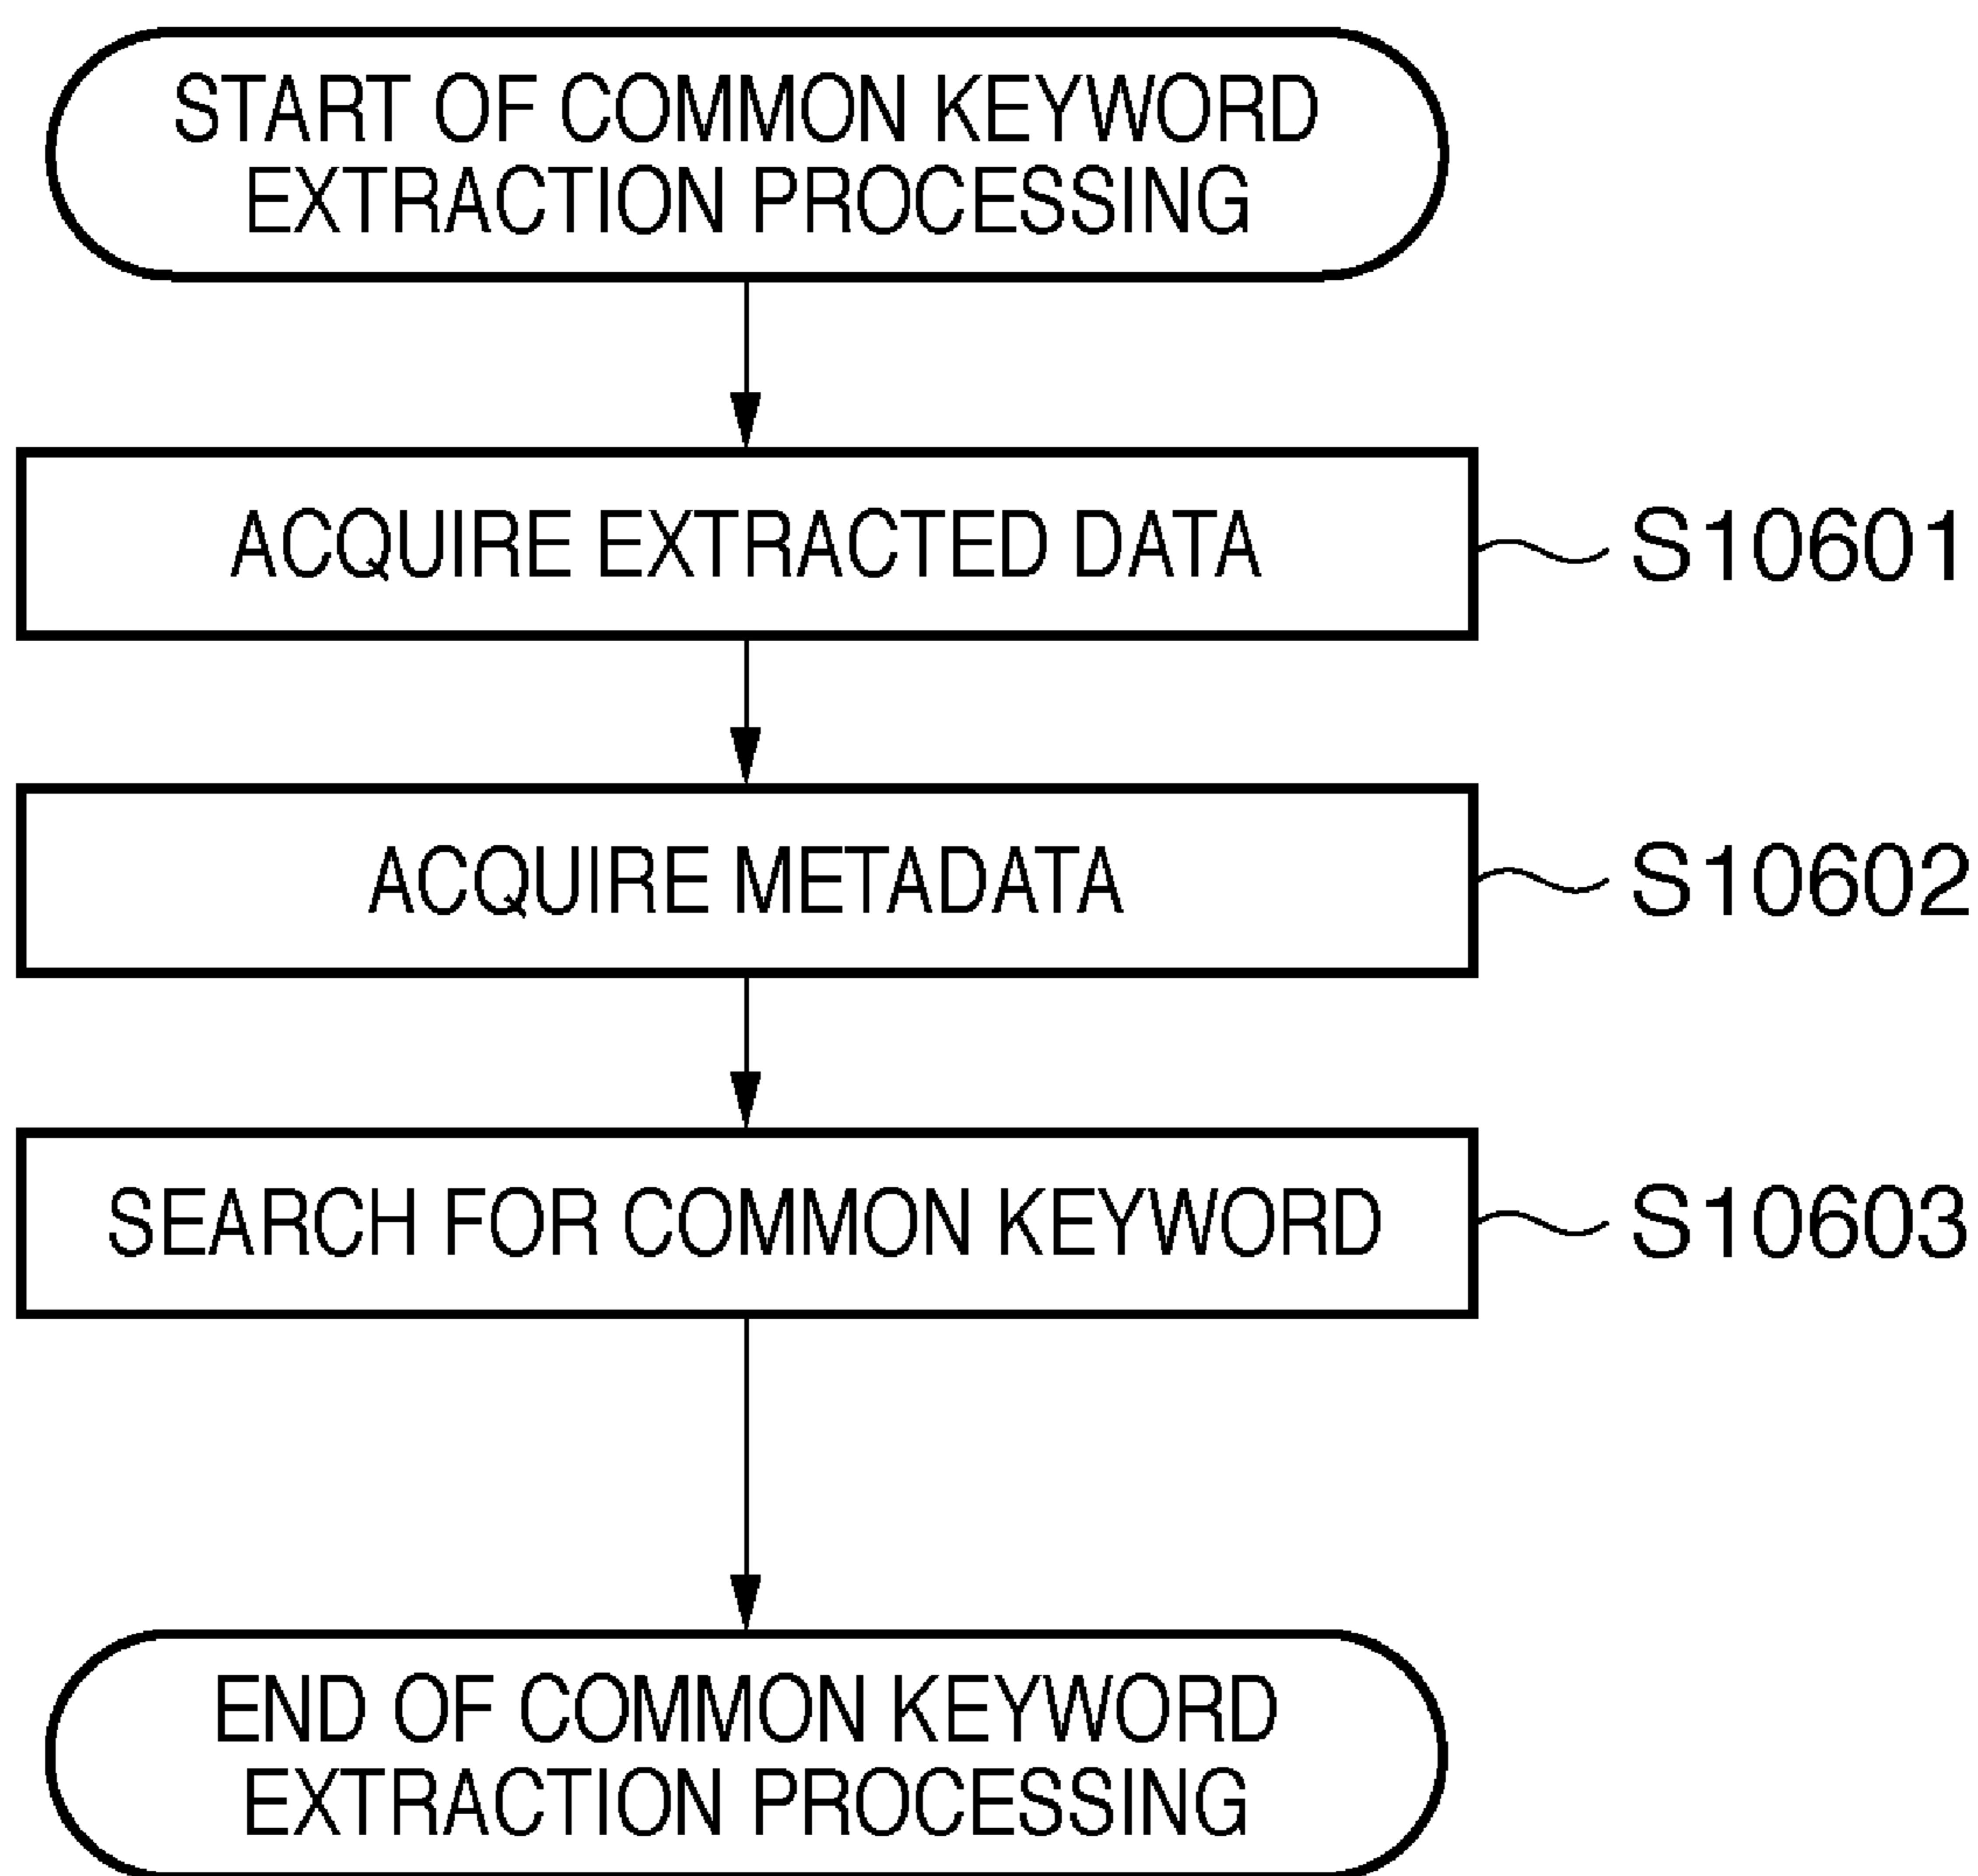 START OF COMMON KEYWORD
EXTRACTION PROCESSING
ACQUIRE EXTRACTED DATA
S10601
ACQUIRE METADATA
S10602
SEARCH FOR COMMON KEYWORD
S10603
END OF COMMON KEYWORD
EXTRACTION PROCESSING